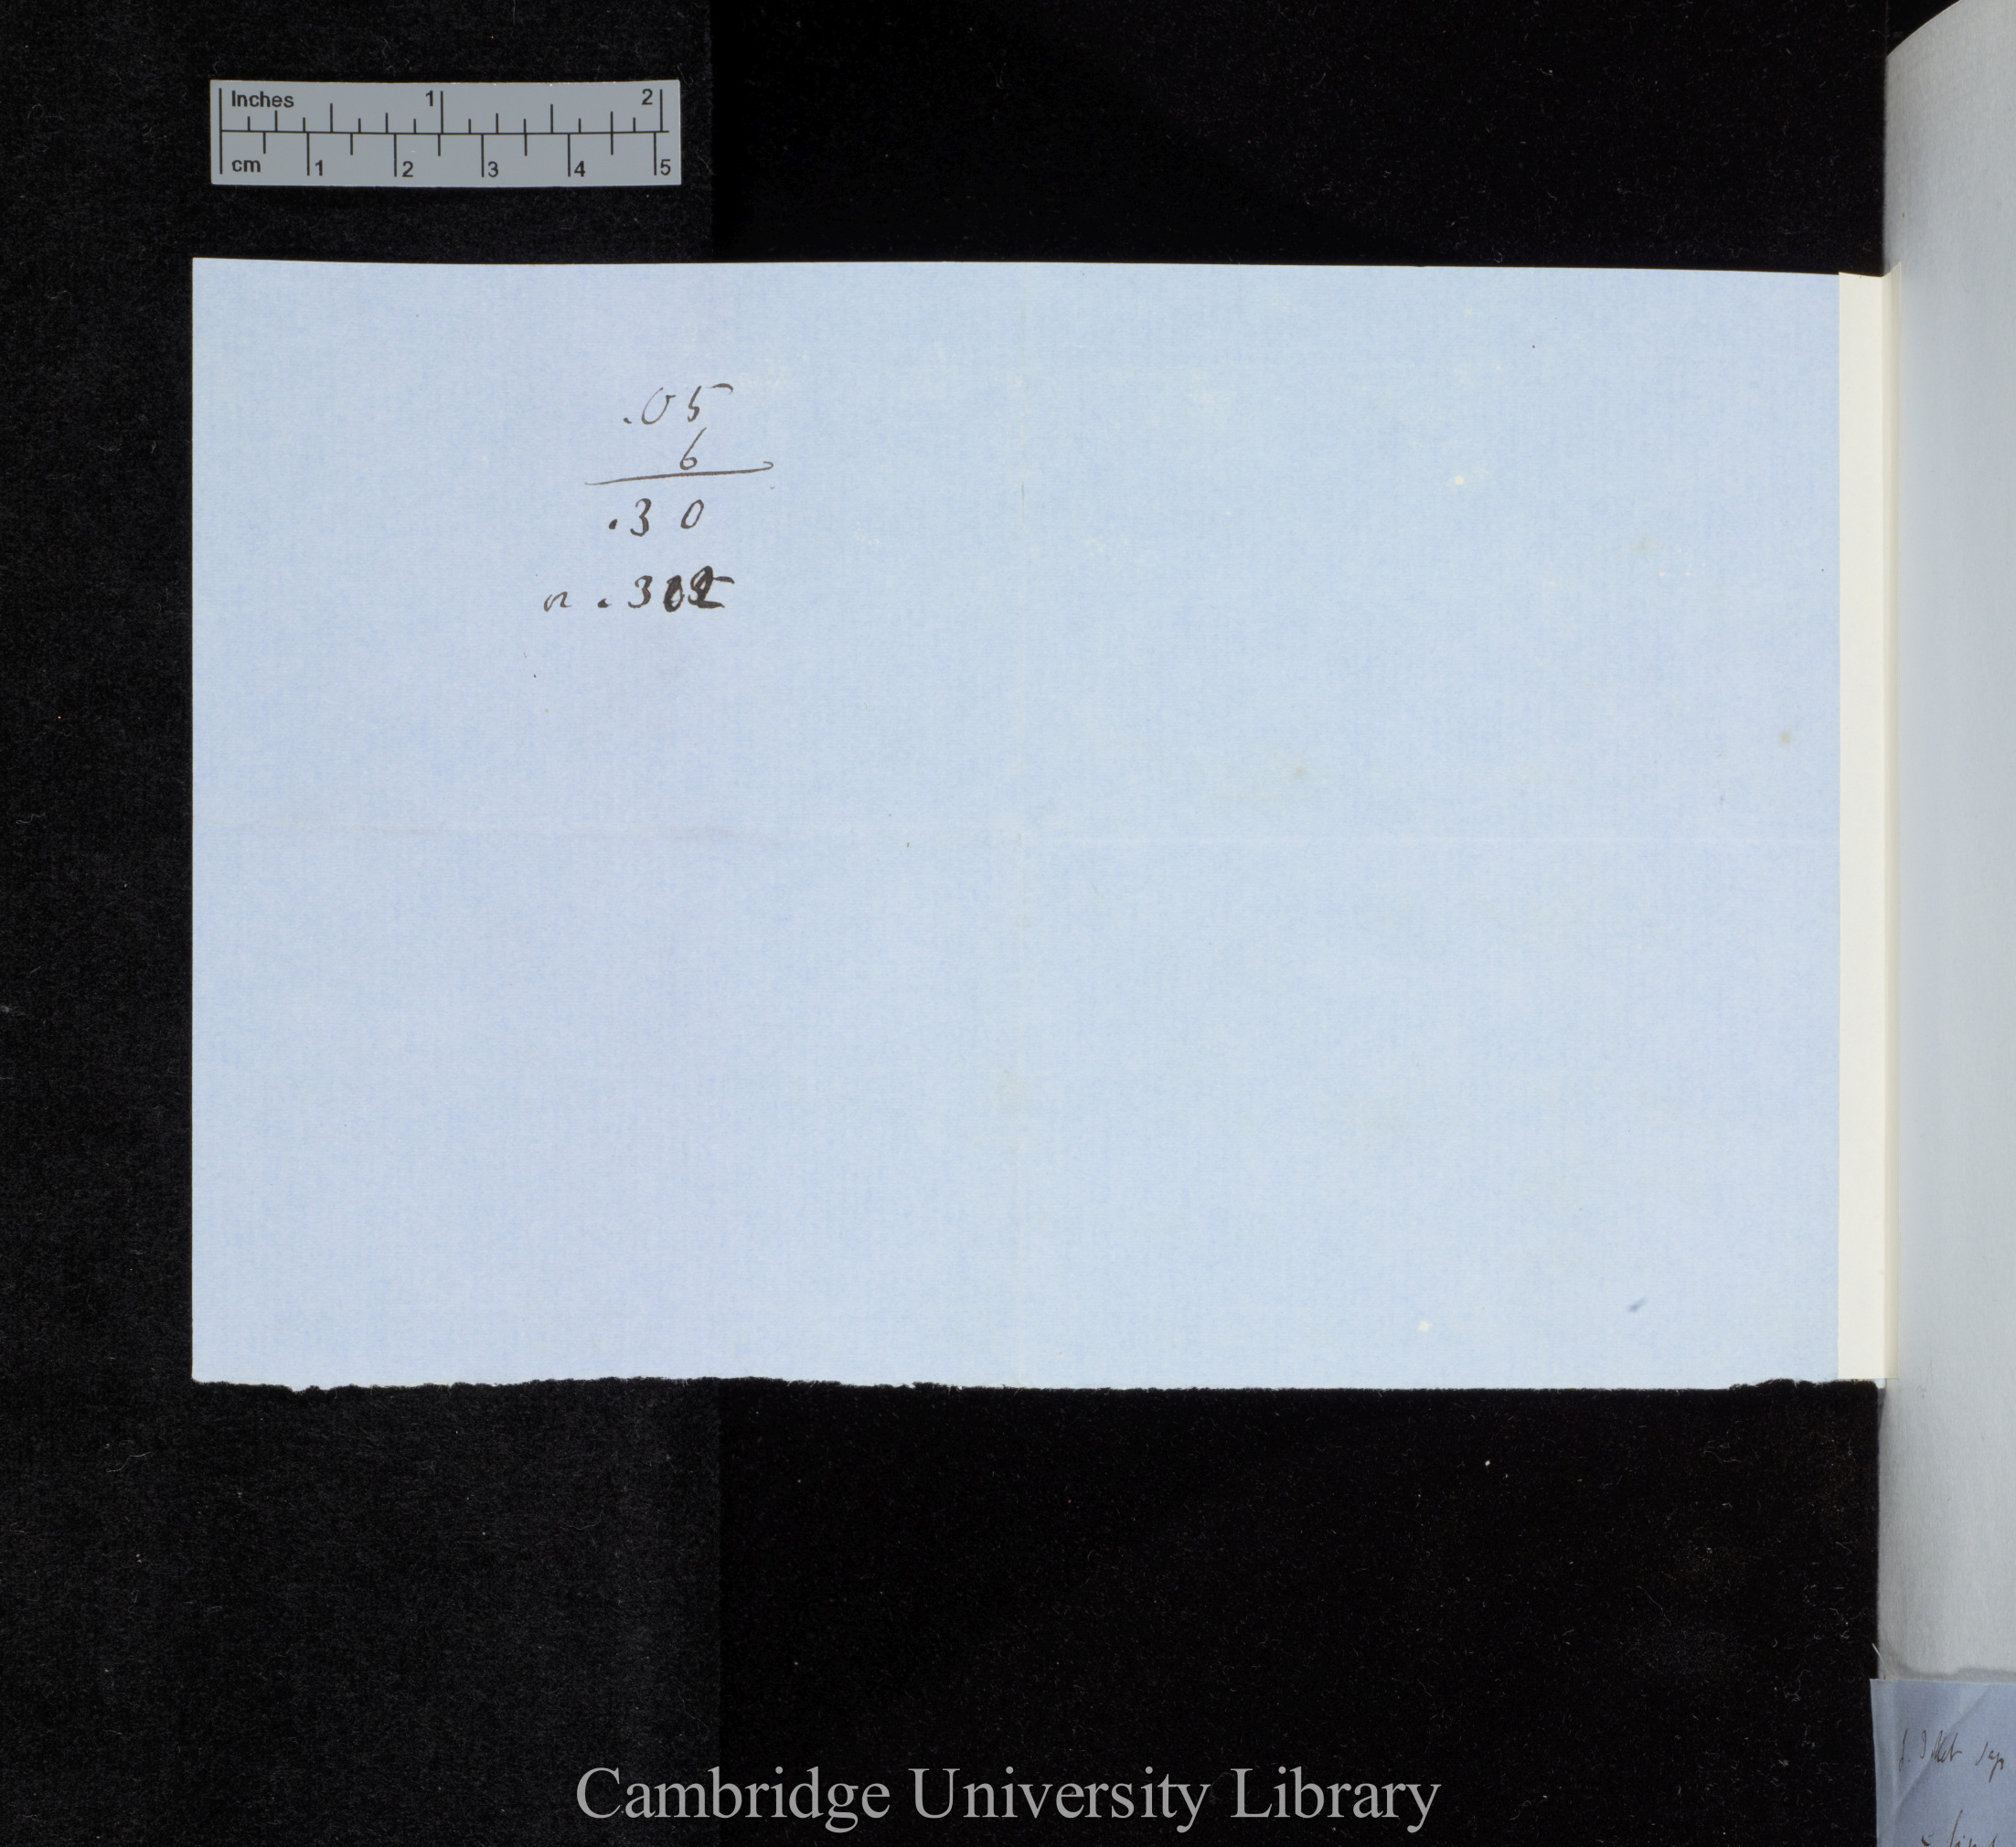 Inches 1 2
cm 1 2 3 4 5
.05
6
.30
or .302
Cambridge University Library